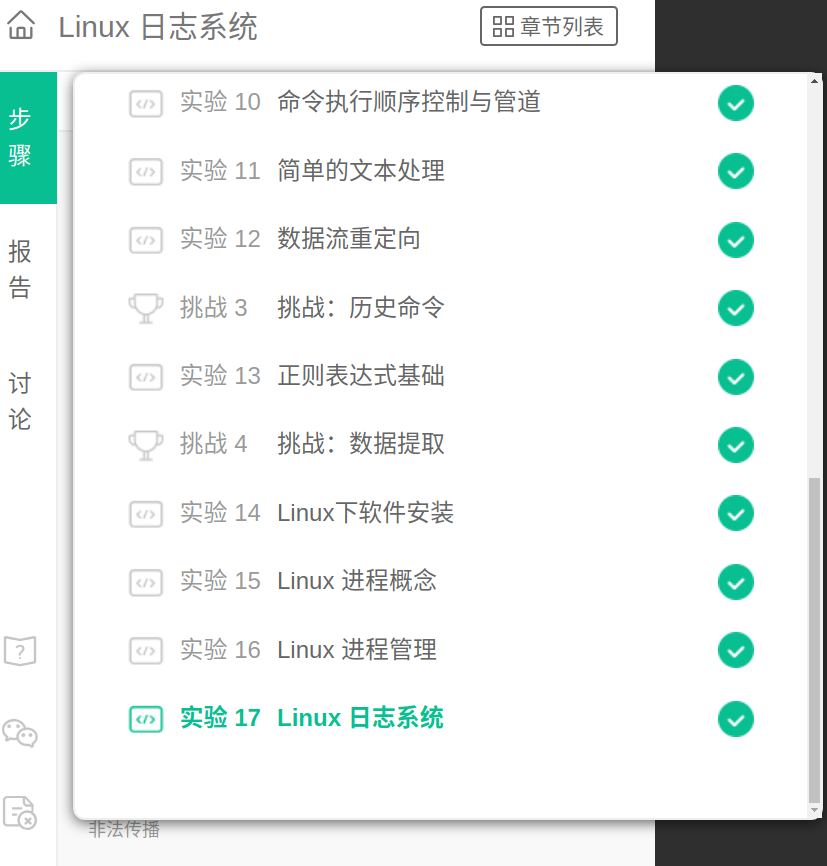 Linux 日志系统
章节列表
步骤
实验 10 命令执行顺序控制与管道
实验 11 简单的文本处理
实验 12 数据流重定向
报告
挑战 3 挑战：历史命令
实验 13 正则表达式基础
讨论
挑战 4 挑战：数据提取
实验 14 Linux下软件安装
实验 15 Linux 进程概念
实验 16 Linux 进程管理
实验 17 Linux 日志系统
非法传播